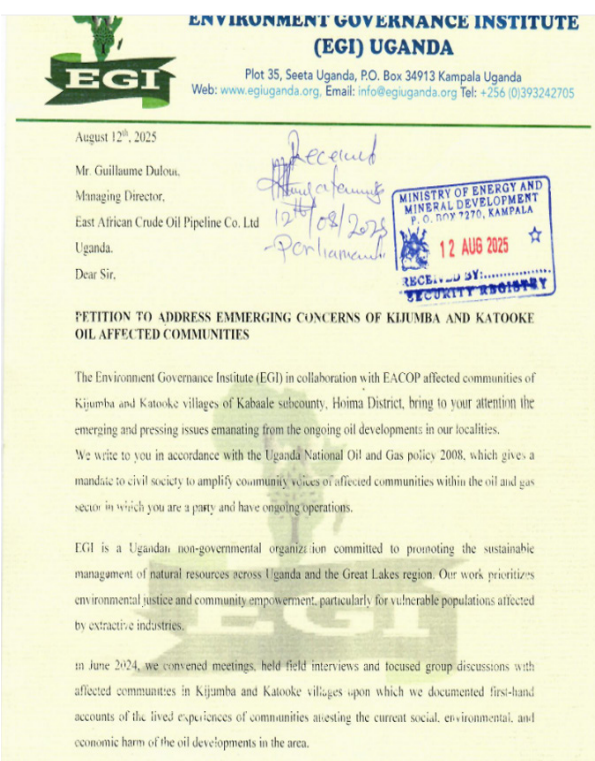 ENVIRONMENT GOVERNANCE INSTITUTE
(EGI) UGANDA
EGI
Plot 35, Seeta Uganda, P.O. Box 34913 Kampala Uganda
Web: www.egiuganda.org, Email: info@egiuganda.org Tel: +256 (0)393242705
August 12th, 2025
Mr. Guillaume Dulout,
Managing Director,
East African Crude Oil Pipeline Co. Ltd
Uganda.
Dear Sir,
Received
12th/08/2025
-Parliament
MINISTRY OF ENERGY AND
MINERAL DEVELOPMENT
P. O. BOX 7270, KAMPALA
12 AUG 2025
RECEIVED BY:
SECURITY REGISTRY
PETITION TO ADDRESS EMMERGING CONCERNS OF KIJUMBA AND KATOOKE
OIL AFFECTED COMMUNITIES
The Environment Governance Institute (EGI) in collaboration with EACOP affected communities of
Kijumba and Katooke villages of Kabaale subcounty, Hoima District, bring to your attention the
emerging and pressing issues emanating from the ongoing oil developments in our localities.
We write to you in accordance with the Uganda National Oil and Gas policy 2008, which gives a
mandate to civil society to amplify community voices of affected communities within the oil and gas
sector in which you are a party and have ongoing operations.
EGI is a Ugandan non-governmental organization committed to promoting the sustainable
management of natural resources across Uganda and the Great Lakes region. Our work prioritizes
environmental justice and community empowerment, particularly for vulnerable populations affected
by extractive industries.
EGI
In June 2024, we convened meetings, held field interviews and focused group discussions with
affected communities in Kijumba and Katooke villages upon which we documented first-hand
accounts of the lived experiences of communities attesting the current social, environmental, and
economic harm of the oil developments in the area.